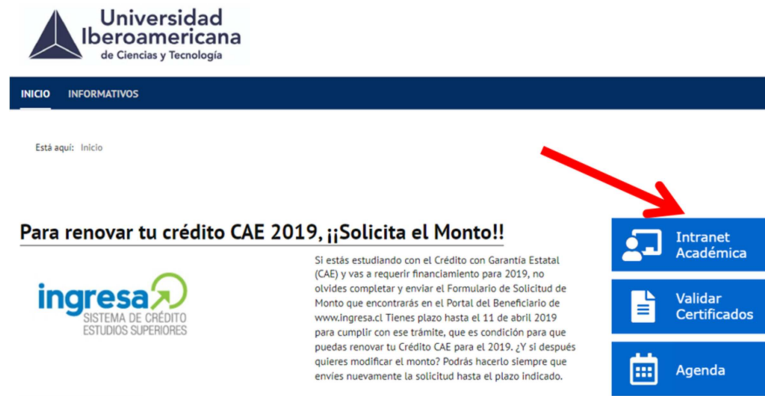 Universidad
Iberoamericana
de Ciencias y Tecnología
INICIO INFORMATIVOS
Está aquí: Inicio
Para renovar tu crédito CAE 2019, ¡¡Solicita el Monto!!
ingresa
SISTEMA DE CRÉDITO
ESTUDIOS SUPERIORES
Si estás estudiando con el Crédito con Garantía Estatal
(CAE) y vas a requerir financiamiento para 2019, no
olvides completar y enviar el Formulario de Solicitud de
Monto que encontrarás en el Portal del Beneficiario de
www.ingresa.cl Tienes plazo hasta el 11 de abril 2019
para cumplir con ese trámite, que es condición para que
puedas renovar tu Crédito CAE para el 2019. ¿Y si después
quieres modificar el monto? Podrás hacerlo siempre que
envíes nuevamente la solicitud hasta el plazo indicado.
Intranet
Académica
Validar
Certificados
Agenda